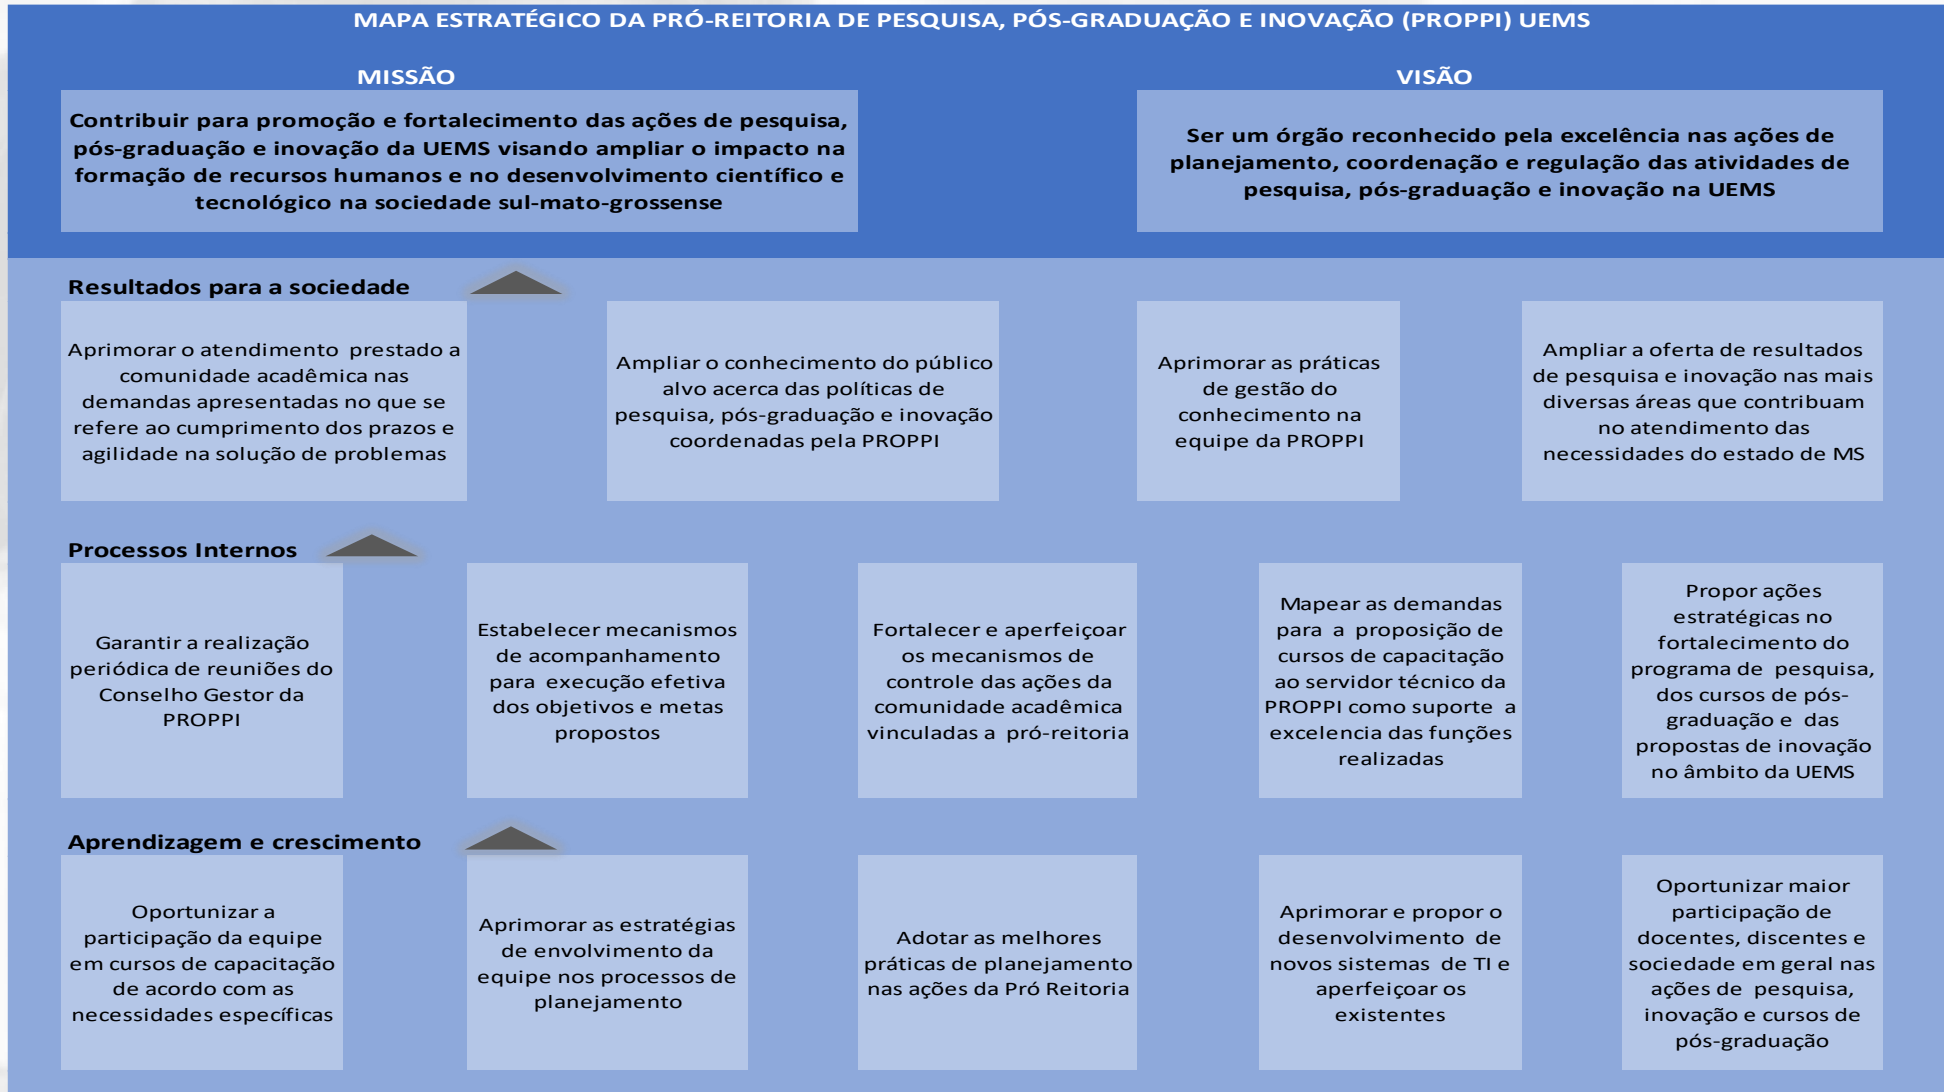 MAPA ESTRATÉGICO DA PRÓ-REITORIA DE PESQUISA, PÓS-GRADUAÇÃO E INOVAÇÃO (PROPPI) UEMS
MISSÃO
Contribuir para promoção e fortalecimento das ações de pesquisa,
pós-graduação e inovação da UEMS visando ampliar o impacto na
formação de recursos humanos e no desenvolvimento científico e
tecnológico na sociedade sul-mato-grossense
VISÃO
Ser um órgão reconhecido pela excelência nas ações de
planejamento, coordenação e regulação das atividades de
pesquisa, pós-graduação e inovação na UEMS
Resultados para a sociedade
Aprimorar o atendimento prestado a
comunidade acadêmica nas
demandas apresentadas no que se
refere ao cumprimento dos prazos e
agilidade na solução de problemas
Ampliar o conhecimento do público
alvo acerca das políticas de
pesquisa, pós-graduação e inovação
coordenadas pela PROPPI
Aprimorar as práticas
de gestão do
conhecimento na
equipe da PROPPI
Ampliar a oferta de resultados
de pesquisa e inovação nas mais
diversas áreas que contribuam
no atendimento das
necessidades do estado de MS
Processos Internos
Garantir a realização
periódica de reuniões do
Conselho Gestor da
PROPPI
Estabelecer mecanismos
de acompanhamento
para execução efetiva
dos objetivos e metas
propostos
Fortalecer e aperfeiçoar
os mecanismos de
controle das ações da
comunidade acadêmica
vinculadas a pró-reitoria
Mapear as demandas
para a proposição de
cursos de capacitação
ao servidor técnico da
PROPPI como suporte a
excelencia das funções
realizadas
Propor ações
estratégicas no
fortalecimento do
programa de pesquisa,
dos cursos de pós-
graduação e das
propostas de inovação
no âmbito da UEMS
Aprendizagem e crescimento
Oportunizar a
participação da equipe
em cursos de capacitação
de acordo com as
necessidades específicas
Aprimorar as estratégias
de envolvimento da
equipe nos processos de
planejamento
Adotar as melhores
práticas de planejamento
nas ações da Pró Reitoria
Aprimorar e propor o
desenvolvimento de
novos sistemas de TI e
aperfeiçoar os
existentes
Oportunizar maior
participação de
docentes, discentes e
sociedade em geral nas
ações de pesquisa,
inovação e cursos de
pós-graduação